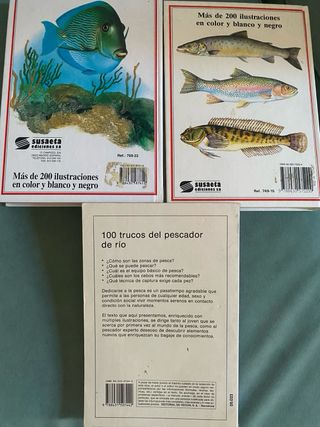 susaeta
ediciones s.a.
Ref.: 769-22
Más de 200 ilustraciones
en color y blanco y negro
Más de 200 ilustraciones
en color y blanco y negro
susaeta
ediciones s.a.
Ref.: 769-15
100 trucos del pescador
de río
• ¿Cómo son las zonas de pesca?
• ¿Qué se puede pescar?
• ¿Cuál es el equipo básico de pesca?
• ¿Cuáles son los cebos más recomendables?
• ¿Qué técnica de captura exige cada pez?
Dedicarse a la pesca es un pasatiempo agradable que
permite a las personas de cualquier edad, sexo y
condición social vivir momentos serenos en contacto
directo con la naturaleza.
El texto que aquí presentamos, enriquecido con
múltiples ilustraciones, se dirige tanto al joven que se
acerca por primera vez al mundo de la pesca, como al
pescador experto deseoso de descubrir elementos
nuevos que enriquezcan su bagaje de conocimientos.